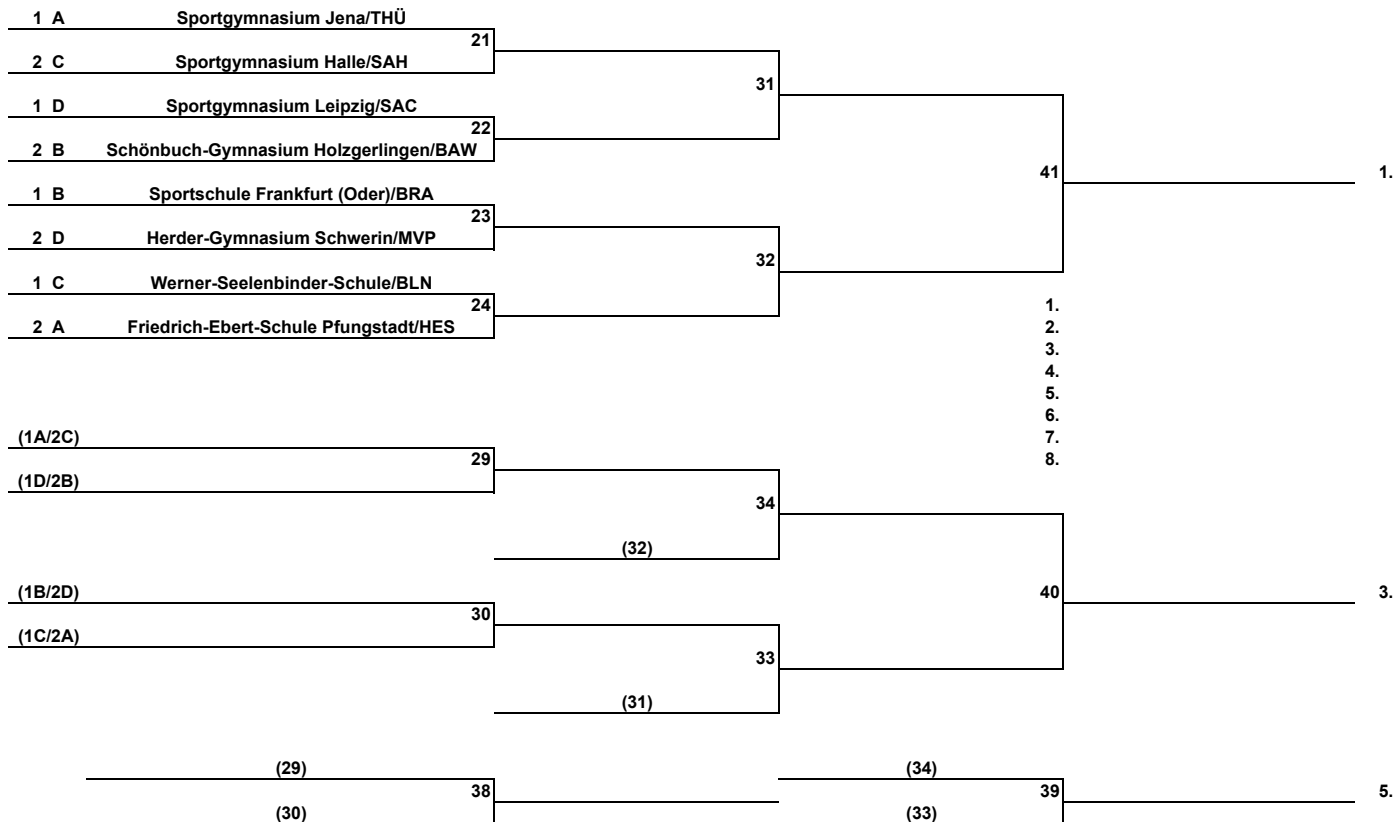 1 A Sportgymnasium Jena/THÜ
21
2 C Sportgymnasium Halle/SAH
31
1 D Sportgymnasium Leipzig/SAC
22
2 B Schönbuch-Gymnasium Holzgerlingen/BAW
41 1.
1 B Sportschule Frankfurt (Oder)/BRA
23
2 D Herder-Gymnasium Schwerin/MVP
32
1 C Werner-Seelenbinder-Schule/BLN
24 1.
2 A Friedrich-Ebert-Schule Pfungstadt/HES 2.
3.
4.
5.
6.
(1A/2C) 7.
29 8.
(1D/2B)
34
(32)
(1B/2D) 40 3.
30
(1C/2A)
33
(31)
(29) (34)
38 39 5.
(30) (33)